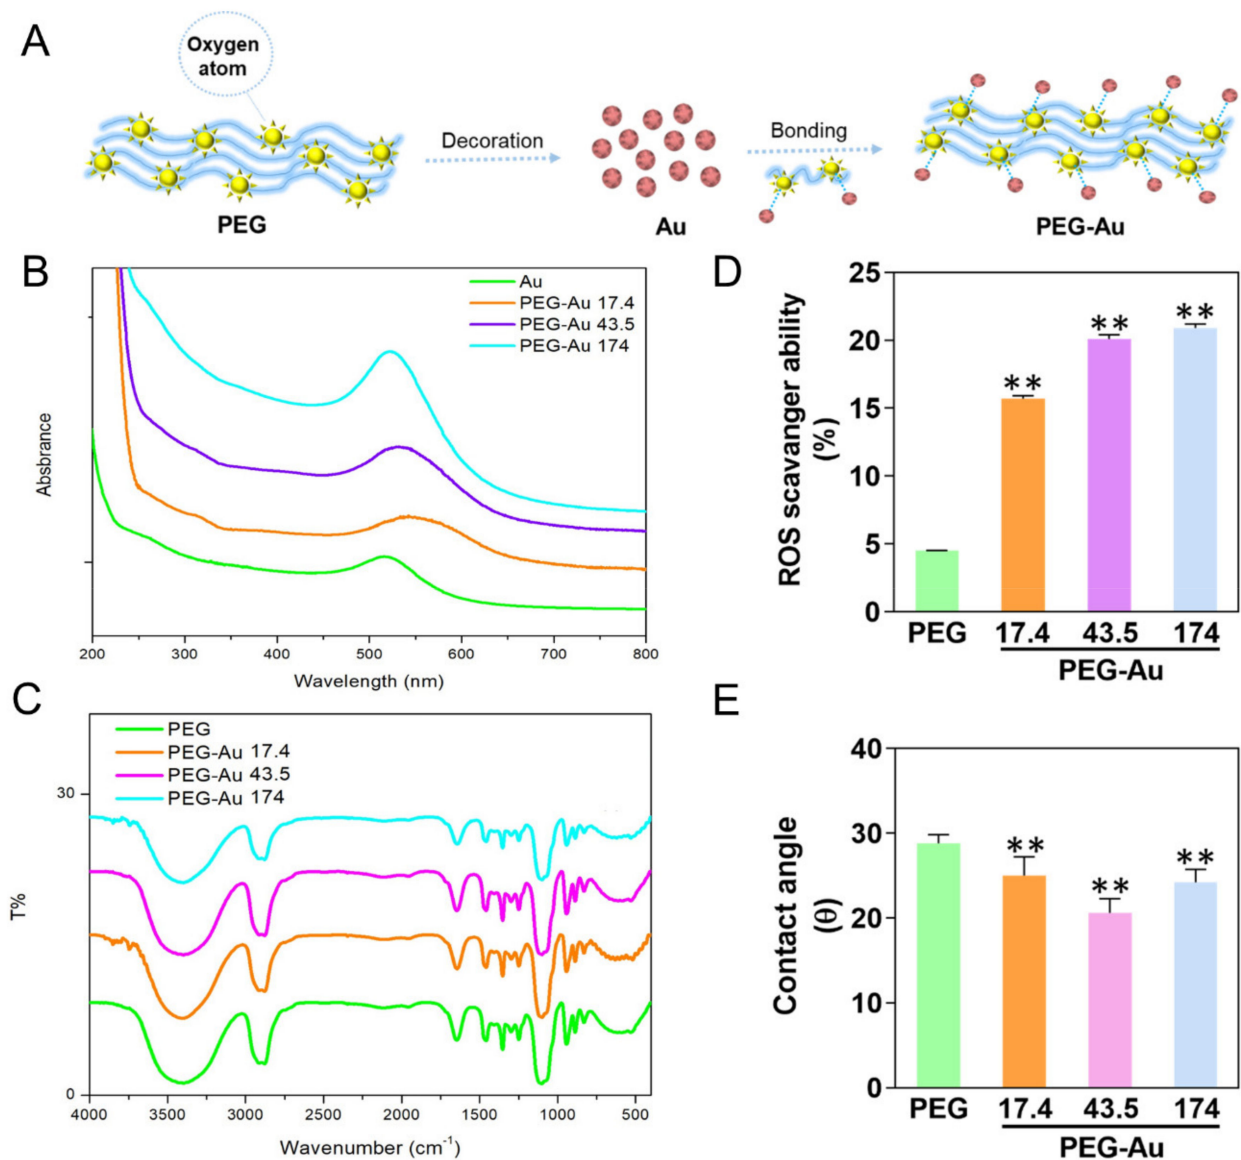 A
Oxygen
atom
Decoration
Bonding
PEG
Au
PEG-Au
B
Au
PEG-Au 17.4
PEG-Au 43.5
PEG-Au 174
Absbrance
200 300 400 500 600 700 800
Wavelength (nm)
C
PEG
PEG-Au 17.4
PEG-Au 43.5
PEG-Au 174
30
0
T%
4000 3500 3000 2500 2000 1500 1000 500
Wavenumber (cm⁻¹)
D
ROS scavanger ability
(%)
25
20
15
10
5
0
**
**
**
PEG 17.4 43.5 174
PEG-Au
E
Contact angle
(θ)
40
30
20
10
0
**
**
**
PEG 17.4 43.5 174
PEG-Au